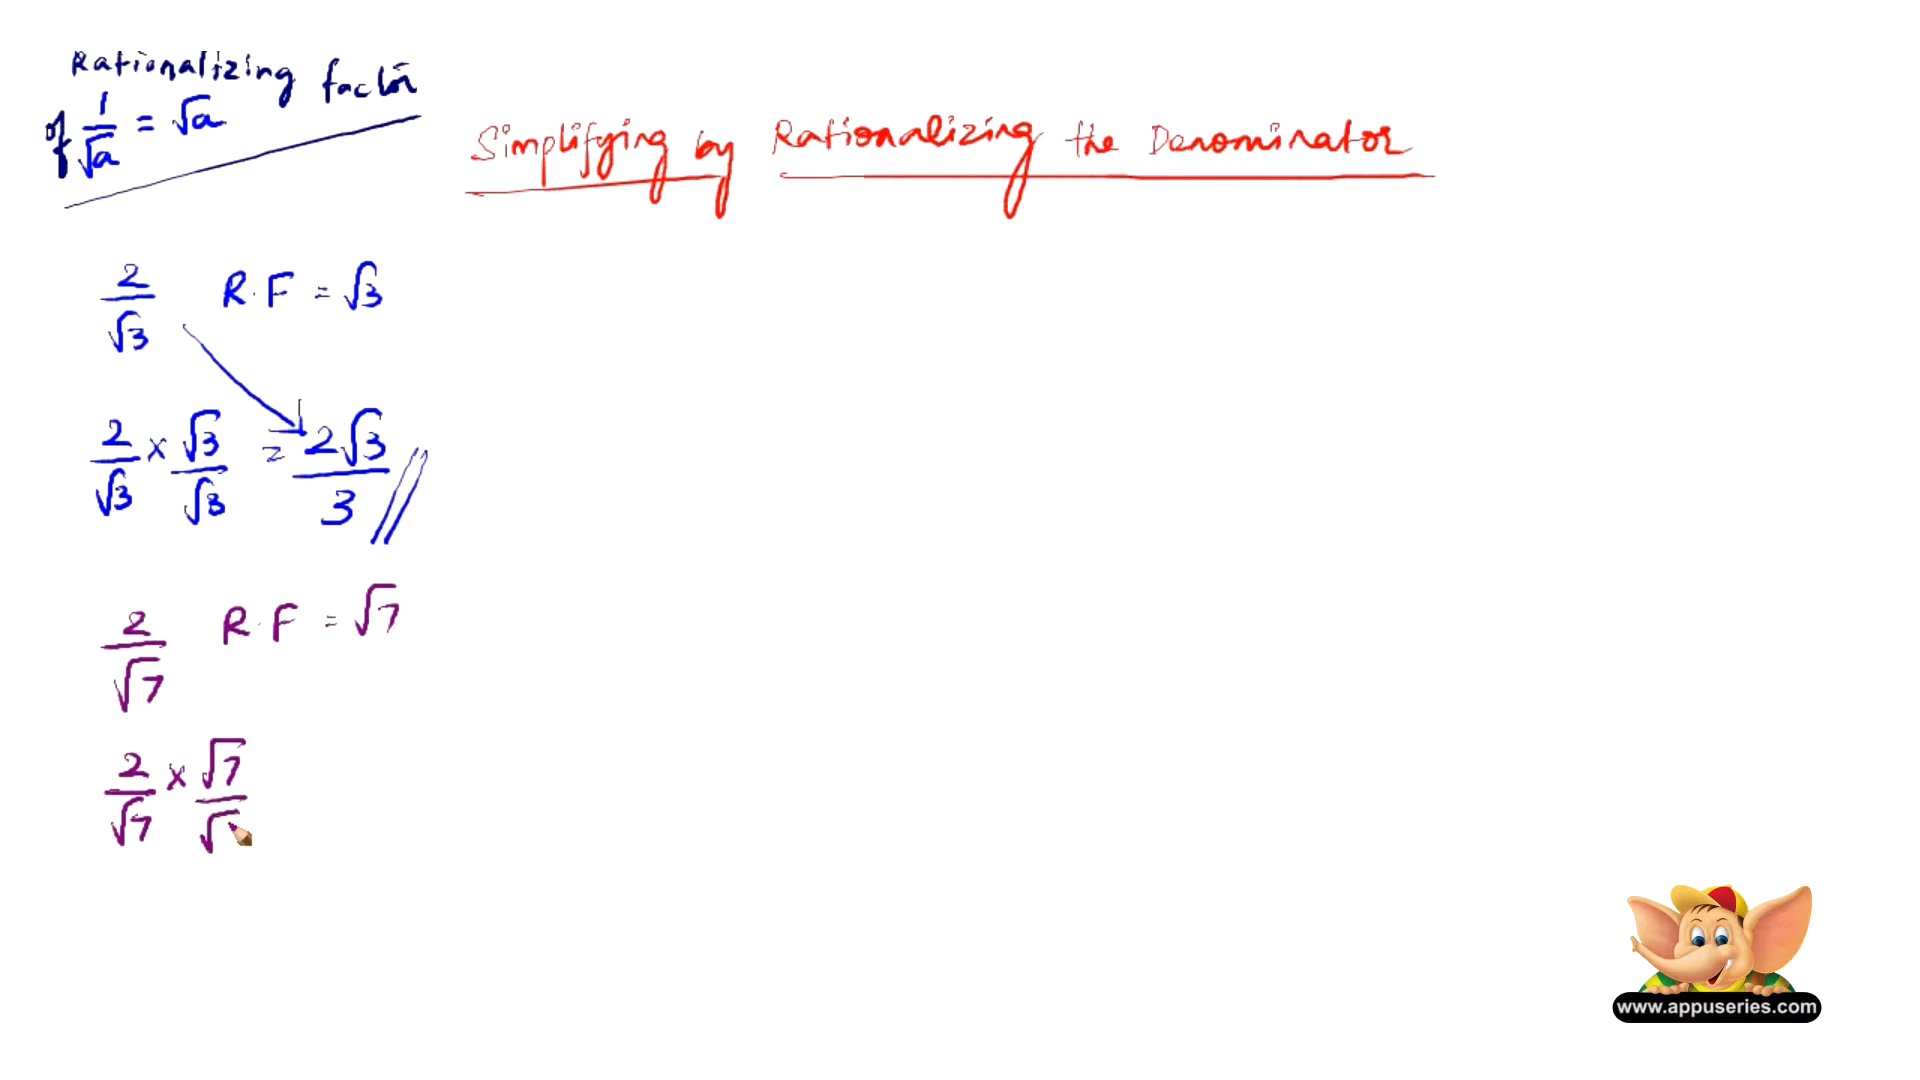 Rationalizing factor
of 1/√a = √a
Simplifying by Rationalizing the Denominator
2/√3 R.F = √3
2/√3 × √3/√3 = 2√3/3 //
2/√7 R.F = √7
2/√7 × √7/√
www.appuseries.com